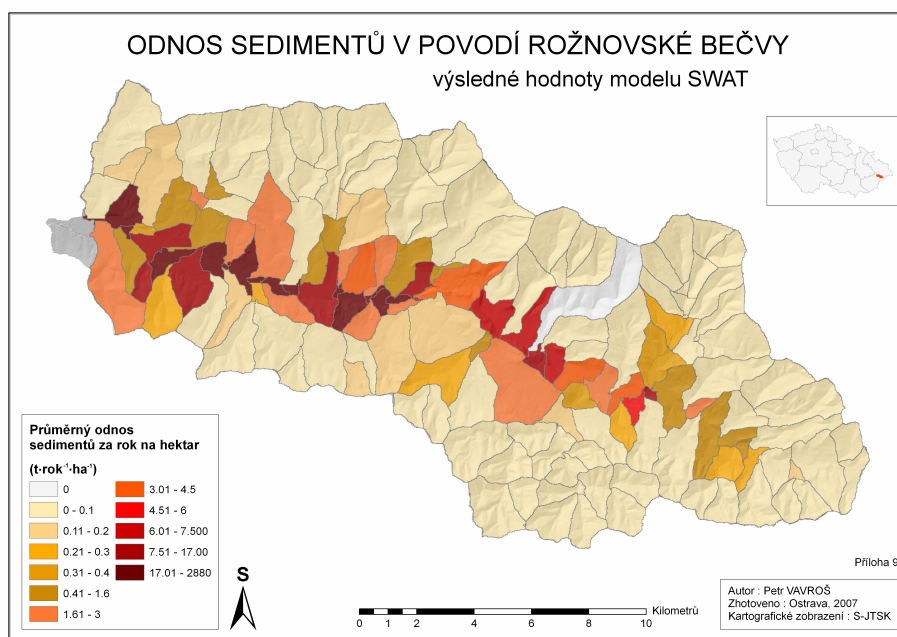 ODNOS SEDIMENTŮ V POVODÍ ROŽNOVSKÉ BEČVY
výsledné hodnoty modelu SWAT
Průměrný odnos
sedimentů za rok na hektar
(t·rok⁻¹·ha⁻¹)
0
0 - 0.1
0.11 - 0.2
0.21 - 0.3
0.31 - 0.4
0.41 - 1.6
1.61 - 3
3.01 - 4.5
4.51 - 6
6.01 - 7.500
7.51 - 17.00
17.01 - 2880
S
0 1 2 4 6 8 10 Kilometrů
Příloha 9
Autor : Petr VAVROŠ
Zhotoveno : Ostrava, 2007
Kartografické zobrazení : S-JTSK